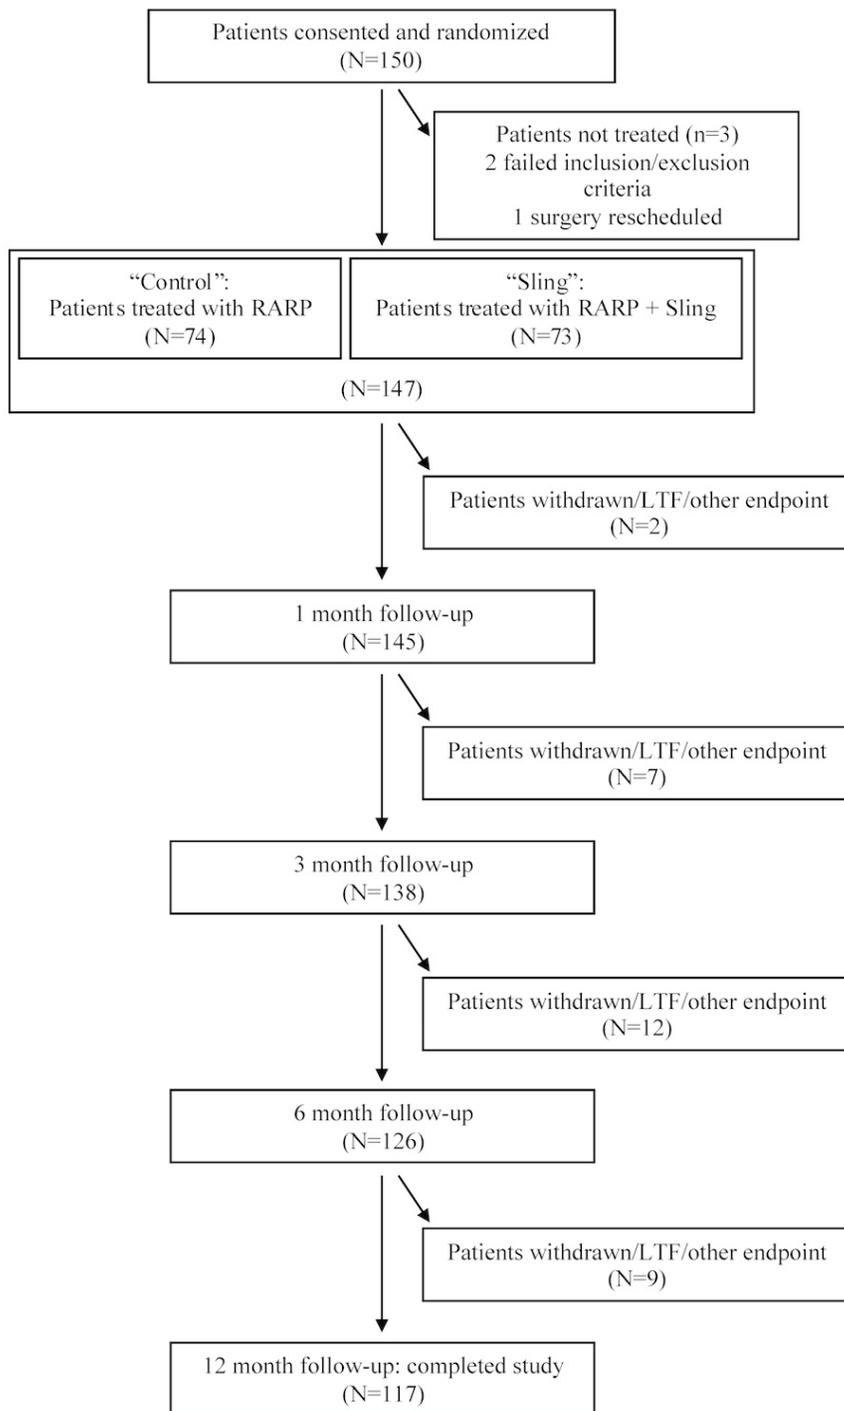 Patients consented and randomized
(N=150)
Patients not treated (n=3)
2 failed inclusion/exclusion
criteria
1 surgery rescheduled
“Control”:
Patients treated with RARP
(N=74)
“Sling”:
Patients treated with RARP + Sling
(N=73)
(N=147)
Patients withdrawn/LTF/other endpoint
(N=2)
1 month follow-up
(N=145)
Patients withdrawn/LTF/other endpoint
(N=7)
3 month follow-up
(N=138)
Patients withdrawn/LTF/other endpoint
(N=12)
6 month follow-up
(N=126)
Patients withdrawn/LTF/other endpoint
(N=9)
12 month follow-up: completed study
(N=117)